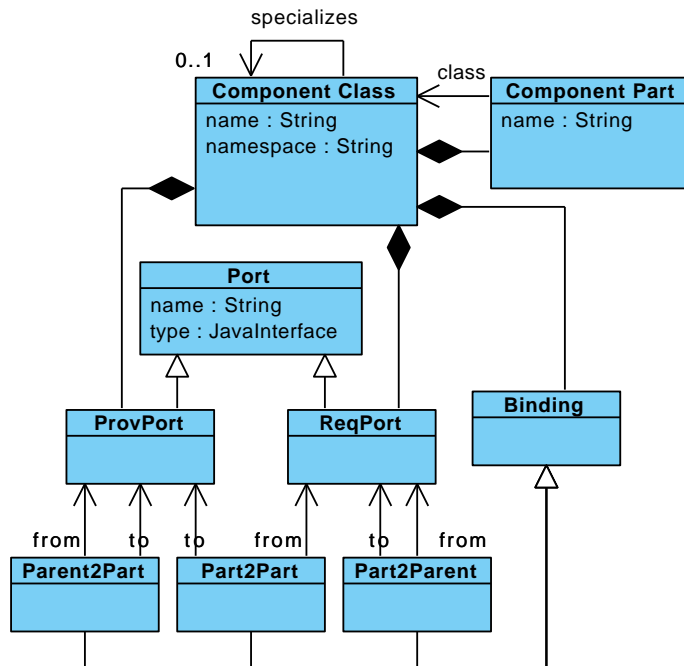 specializes
0..1
class
Component Class
name : String
namespace : String
Component Part
name : String
Port
name : String
type : JavaInterface
ProvPort
ReqPort
Binding
from
to
to
from
to
from
Parent2Part
Part2Part
Part2Parent